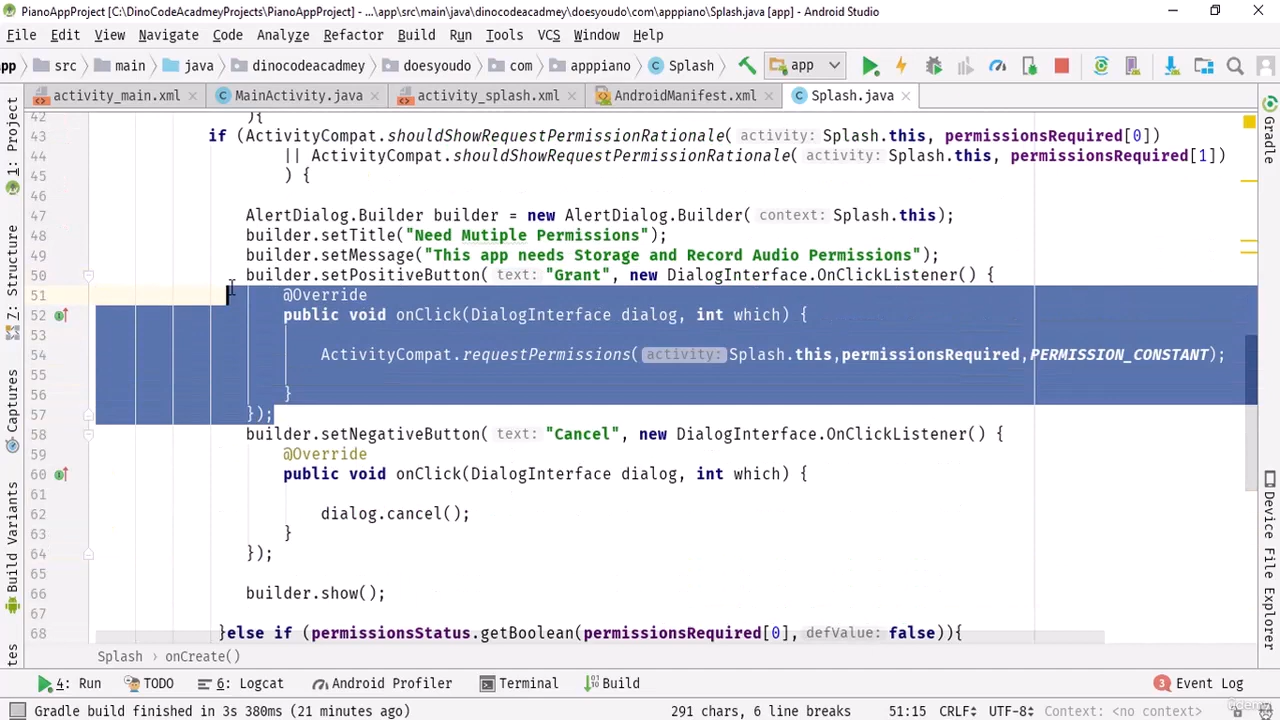 PianoAppProject [C:\DinoCodeAcadmeyProjects\PianoAppProject] - ...\app\src\main\java\dinocodeacadmey\doesyoudo\com\apppiano\Splash.java [app] - Android Studio
File Edit View Navigate Code Analyze Refactor Build Run Tools VCS Window Help
app src main java dinocodeacadmey doesyoudo com apppiano Splash app
activity_main.xml MainActivity.java activity_splash.xml AndroidManifest.xml Splash.java
42 ){
43 if (ActivityCompat.shouldShowRequestPermissionRationale( activity: Splash.this, permissionsRequired[0])
44 || ActivityCompat.shouldShowRequestPermissionRationale( activity: Splash.this, permissionsRequired[1])
45 ) {
46
47 AlertDialog.Builder builder = new AlertDialog.Builder( context: Splash.this);
48 builder.setTitle("Need Mutiple Permissions");
49 builder.setMessage("This app needs Storage and Record Audio Permissions");
50 builder.setPositiveButton( text: "Grant", new DialogInterface.OnClickListener() {
51 @Override
52 public void onClick(DialogInterface dialog, int which) {
53
54 ActivityCompat.requestPermissions( activity: Splash.this,permissionsRequired,PERMISSION_CONSTANT);
55
56 }
57 });
58 builder.setNegativeButton( text: "Cancel", new DialogInterface.OnClickListener() {
59 @Override
60 public void onClick(DialogInterface dialog, int which) {
61
62 dialog.cancel();
63 }
64 });
65
66 builder.show();
67
68 }else if (permissionsStatus.getBoolean(permissionsRequired[0], defValue: false)){
Splash onCreate()
4: Run TODO 6: Logcat Android Profiler Terminal Build 3 Event Log
Gradle build finished in 3s 380ms (21 minutes ago) 291 chars, 6 line breaks 51:15 CRLF UTF-8 Context: <no context>
1: Project
Z: Structure
Captures
Build Variants
tes
Gradle
Device File Explorer